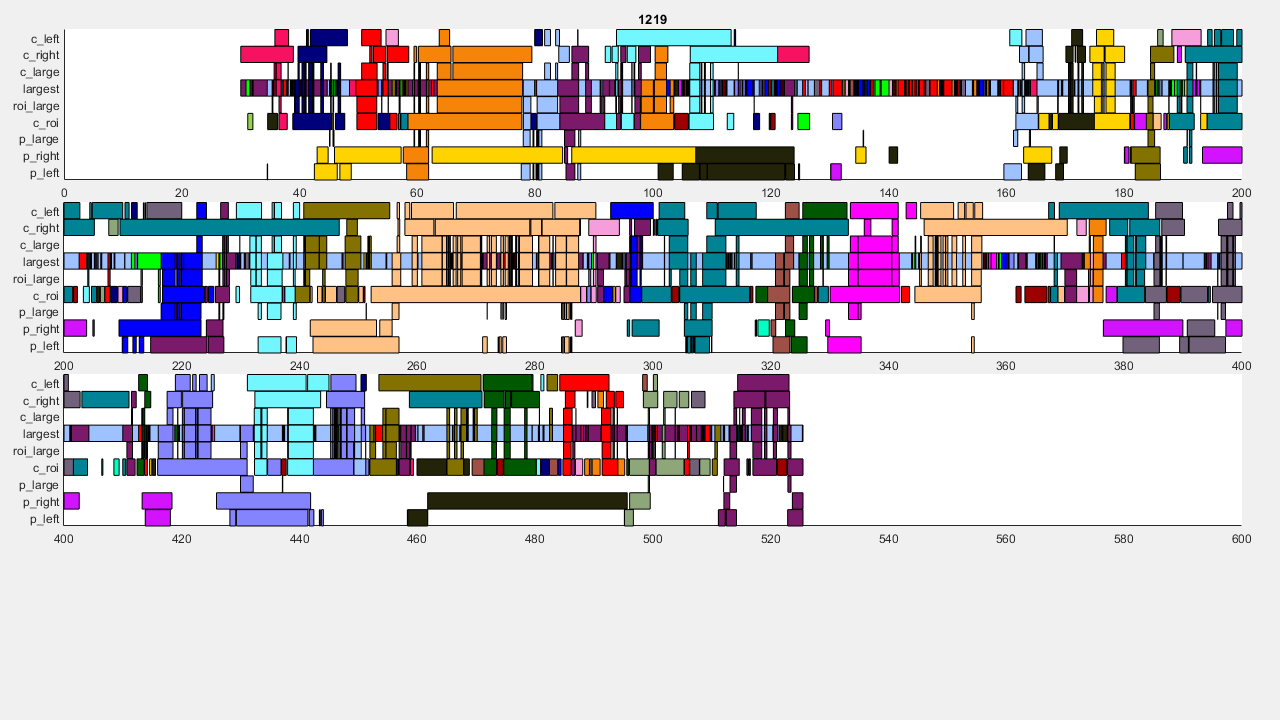 1219
c_left
c_right
c_large
largest
roi_large
c_roi
p_large
p_right
p_left
0 20 40 60 80 100 120 140 160 180 200
c_left
c_right
c_large
largest
roi_large
c_roi
p_large
p_right
p_left
200 220 240 260 280 300 320 340 360 380 400
c_left
c_right
c_large
largest
roi_large
c_roi
p_large
p_right
p_left
400 420 440 460 480 500 520 540 560 580 600